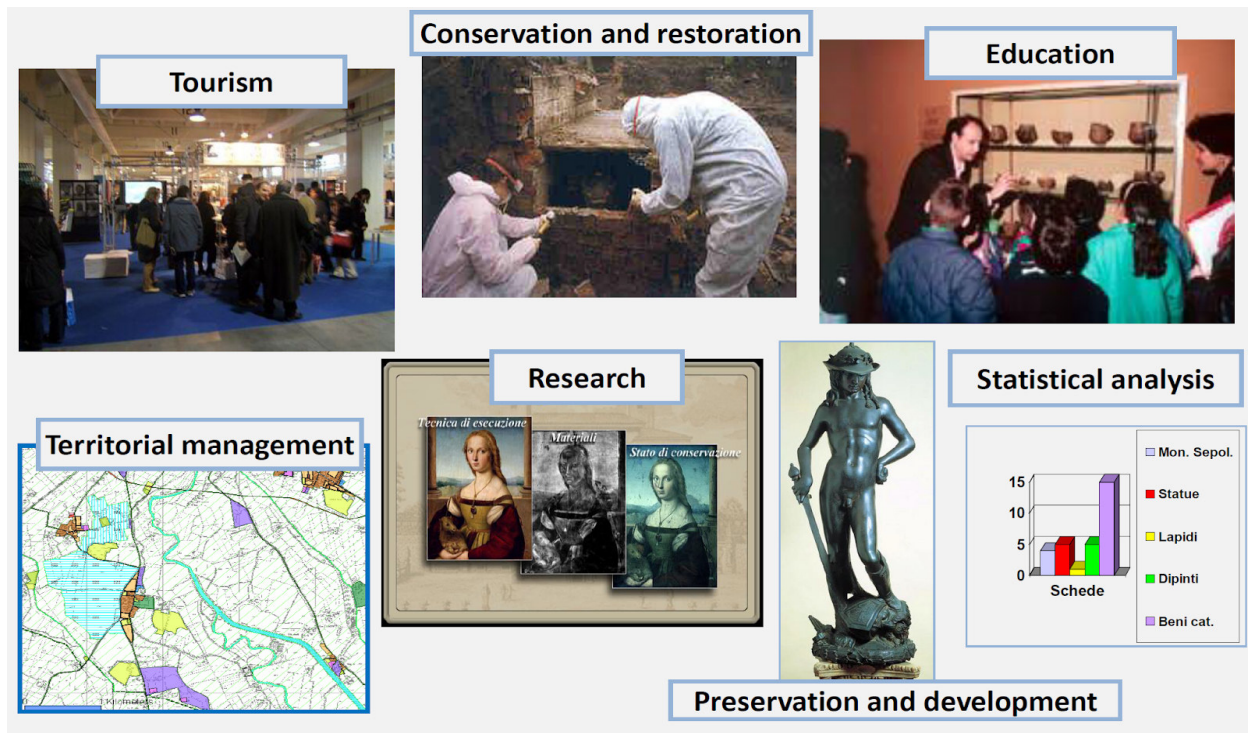 Conservation and restoration
Tourism
Education
Research
Statistical analysis
Territorial management
Tecnica di esecuzione
Materiali
Stato di conservazione
Mon. Sepol.
Statue
Lapidi
Dipinti
Beni cat.
15
10
5
0
Schede
Preservation and development